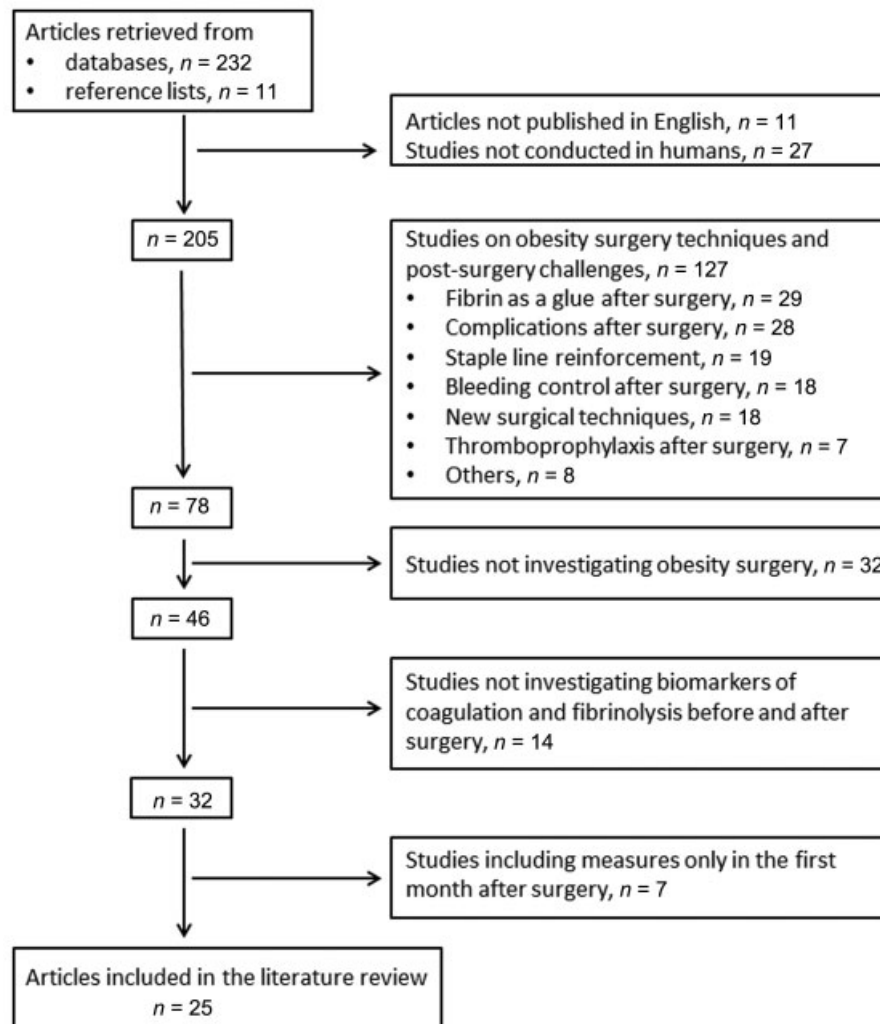 Articles retrieved from
• databases, n = 232
• reference lists, n = 11
Articles not published in English, n = 11
Studies not conducted in humans, n = 27
n = 205
Studies on obesity surgery techniques and
post-surgery challenges, n = 127
• Fibrin as a glue after surgery, n = 29
• Complications after surgery, n = 28
• Staple line reinforcement, n = 19
• Bleeding control after surgery, n = 18
• New surgical techniques, n = 18
• Thromboprophylaxis after surgery, n = 7
• Others, n = 8
n = 78
Studies not investigating obesity surgery, n = 32
n = 46
Studies not investigating biomarkers of
coagulation and fibrinolysis before and after
surgery, n = 14
n = 32
Studies including measures only in the first
month after surgery, n = 7
Articles included in the literature review
n = 25